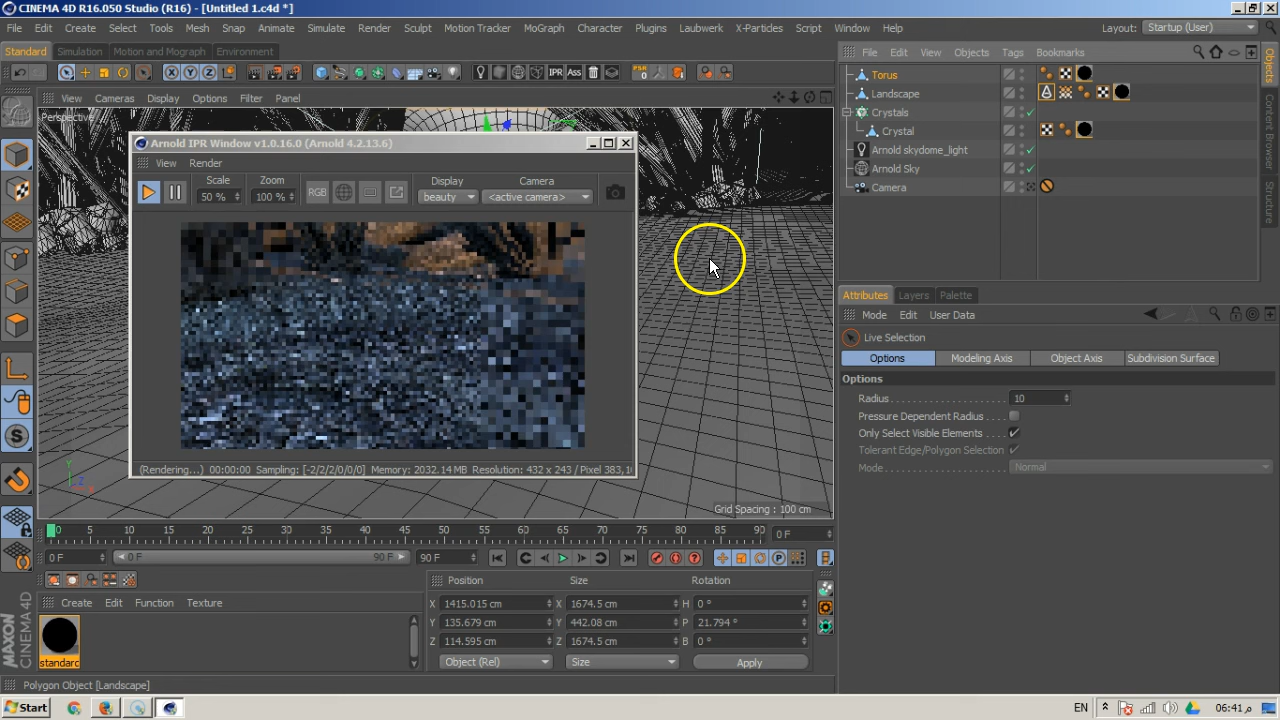 CINEMA 4D R16.050 Studio (R16) - [Untitled 1.c4d *]
File Edit Create Select Tools Mesh Snap Animate Simulate Render Sculpt Motion Tracker MoGraph Character Plugins Laubwerk X-Particles Script Window Help Layout: Startup (User)
Standard Simulation Motion and Mograph Environment
File Edit View Objects Tags Bookmarks
X Y Z IPR Ass PSR 0
View Cameras Display Options Filter Panel
Perspective
Torus
Landscape
Crystals
Crystal
Arnold skydome_light
Arnold Sky
Camera
Objects
Content Browser
Structure
Arnold IPR Window v1.0.16.0 (Arnold 4.2.13.6)
View Render
Scale Zoom Display Camera
50 % 100 % RGB beauty <active camera>
(Rendering...) 00:00:00 Sampling: [-2/2/2/0/0/0] Memory: 2032.14 MB Resolution: 432 x 243 / Pixel 383,1
Grid Spacing : 100 cm
Attributes Layers Palette
Mode Edit User Data
Live Selection
Options Modeling Axis Object Axis Subdivision Surface
Options
Radius 10
Pressure Dependent Radius
Only Select Visible Elements
Tolerant Edge/Polygon Selection
Mode Normal
0 5 10 15 20 25 30 35 40 45 50 55 60 65 70 75 80 85 90 0 F
0 F 0 F 90 F 90 F
Create Edit Function Texture
standard
Position Size Rotation
X 1415.015 cm X 1674.5 cm H 0 °
Y 135.679 cm Y 442.08 cm P 21.794 °
Z 114.595 cm Z 1674.5 cm B 0 °
Object (Rel) Size Apply
MAXON
CINEMA 4D
Polygon Object [Landscape]
Start EN 06:41 م